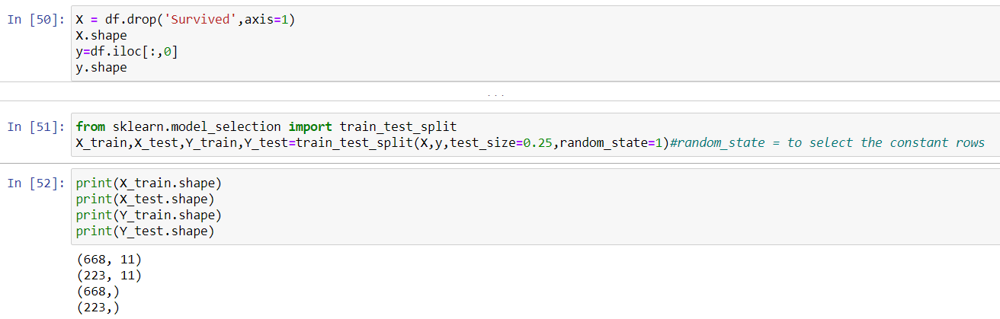 In [50]: X = df.drop('Survived',axis=1)
X.shape
y=df.iloc[:,0]
y.shape
...
In [51]: from sklearn.model_selection import train_test_split
X_train,X_test,Y_train,Y_test=train_test_split(X,y,test_size=0.25,random_state=1)#random_state = to select the constant rows
In [52]: print(X_train.shape)
print(X_test.shape)
print(Y_train.shape)
print(Y_test.shape)
(668, 11)
(223, 11)
(668,)
(223,)